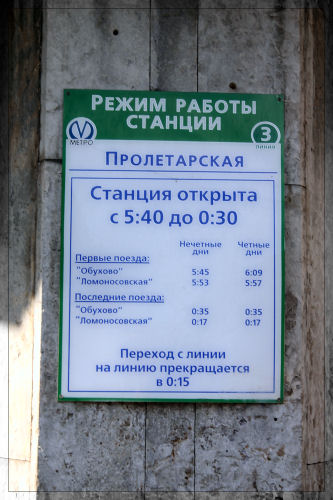 РЕЖИМ РАБОТЫ
СТАНЦИИ
МЕТРО
3
ЛИНИЯ
ПРОЛЕТАРСКАЯ
Станция открыта
с 5:40 до 0:30
Нечетные Четные
дни дни
Первые поезда:
"Обухово" 5:45 6:09
"Ломоносовская" 5:53 5:57
Последние поезда:
"Обухово" 0:35 0:35
"Ломоносовская" 0:17 0:17
Переход с линии
на линию прекращается
в 0:15